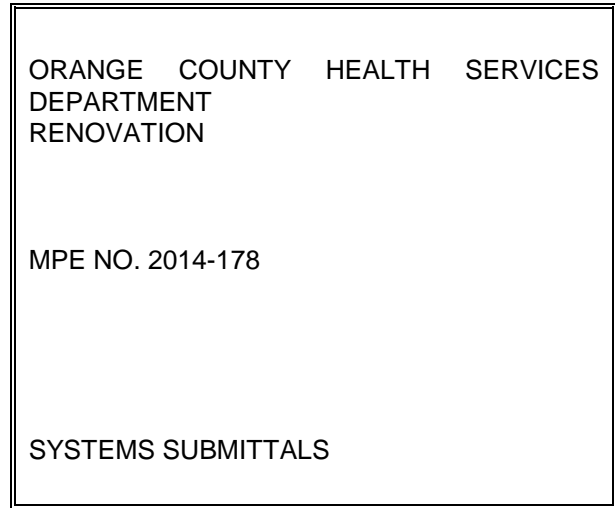 ORANGE COUNTY HEALTH SERVICES
DEPARTMENT
RENOVATION
MPE NO. 2014-178
SYSTEMS SUBMITTALS